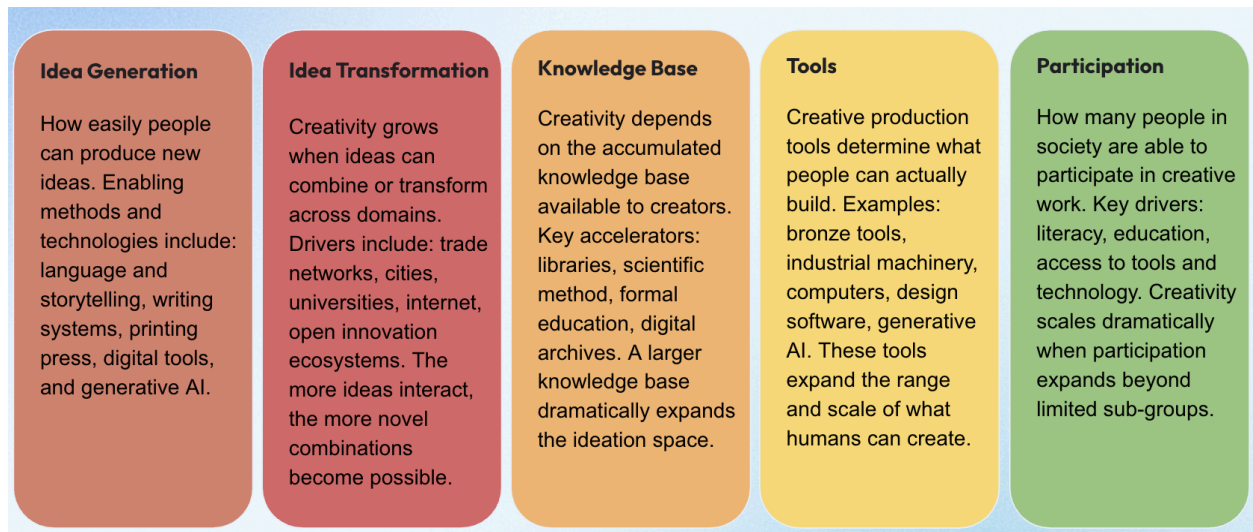 Idea Generation
How easily people
can produce new
ideas. Enabling
methods and
technologies include:
language and
storytelling, writing
systems, printing
press, digital tools,
and generative AI.
Idea Transformation
Creativity grows
when ideas can
combine or transform
across domains.
Drivers include: trade
networks, cities,
universities, internet,
open innovation
ecosystems. The
more ideas interact,
the more novel
combinations
become possible.
Knowledge Base
Creativity depends
on the accumulated
knowledge base
available to creators.
Key accelerators:
libraries, scientific
method, formal
education, digital
archives. A larger
knowledge base
dramatically expands
the ideation space.
Tools
Creative production
tools determine what
people can actually
build. Examples:
bronze tools,
industrial machinery,
computers, design
software, generative
AI. These tools
expand the range
and scale of what
humans can create.
Participation
How many people in
society are able to
participate in creative
work. Key drivers:
literacy, education,
access to tools and
technology. Creativity
scales dramatically
when participation
expands beyond
limited sub-groups.